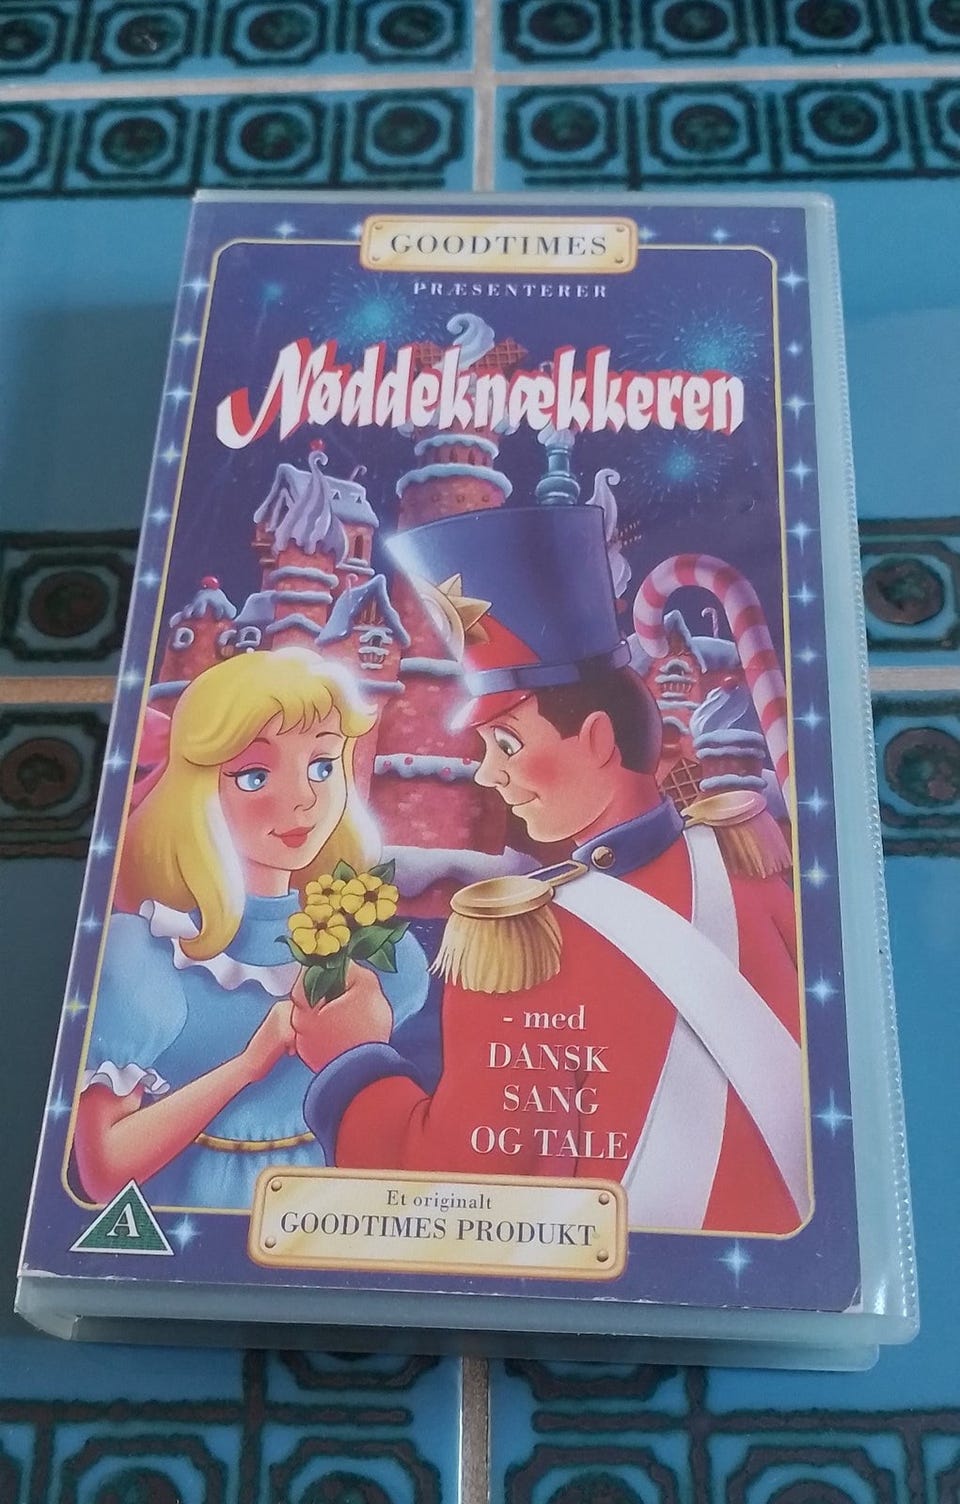 GOODTIMES
PRÆSENTERER
Nøddeknækkeren
- med
DANSK
SANG
OG TALE
Et originalt
GOODTIMES PRODUKT
A